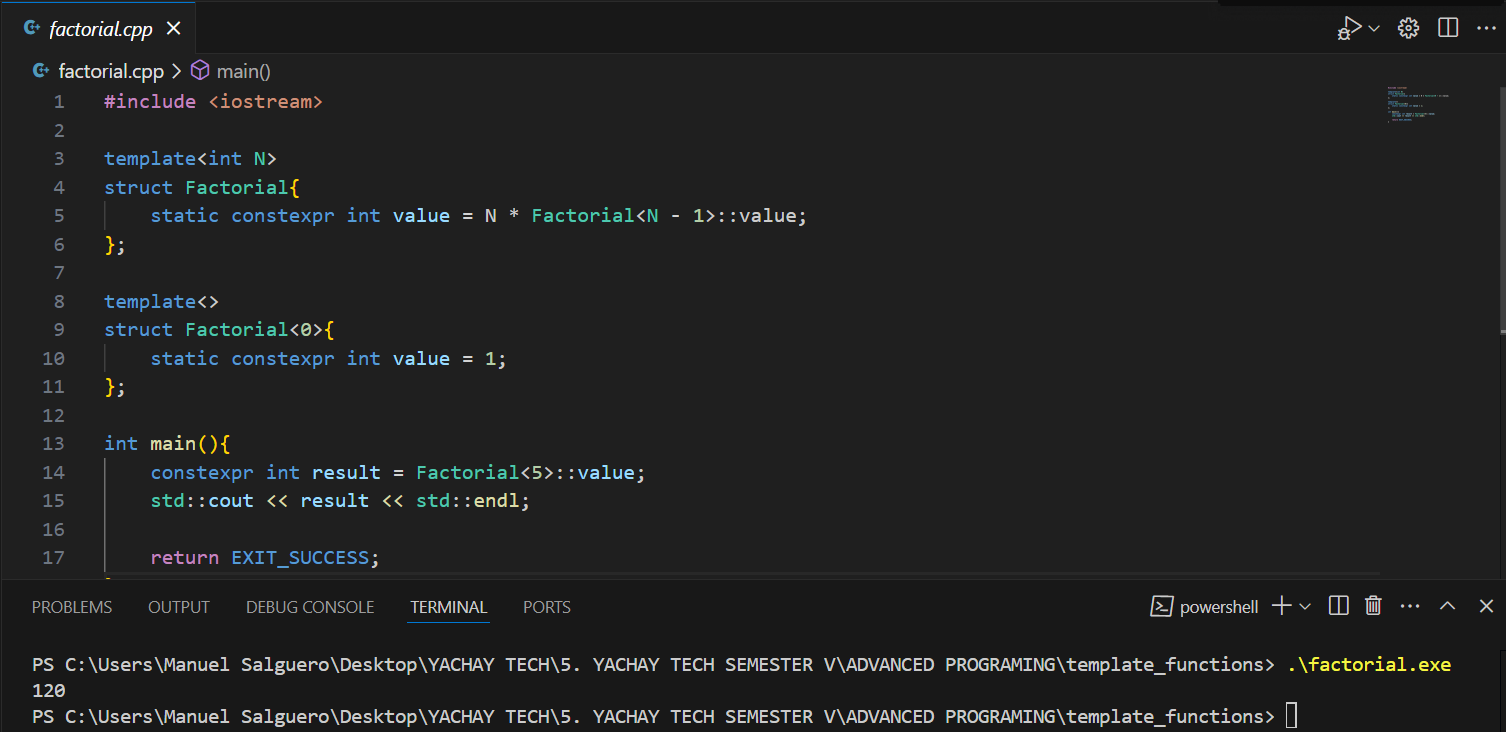 factorial.cpp
factorial.cpp > main()
1 #include <iostream>
2
3 template<int N>
4 struct Factorial{
5     static constexpr int value = N * Factorial<N - 1>::value;
6 };
7
8 template<>
9 struct Factorial<0>{
10     static constexpr int value = 1;
11 };
12
13 int main(){
14     constexpr int result = Factorial<5>::value;
15     std::cout << result << std::endl;
16
17     return EXIT_SUCCESS;
PROBLEMS OUTPUT DEBUG CONSOLE TERMINAL PORTS powershell
PS C:\Users\Manuel Salguero\Desktop\YACHAY TECH\5. YACHAY TECH SEMESTER V\ADVANCED PROGRAMING\template_functions> .\factorial.exe
120
PS C:\Users\Manuel Salguero\Desktop\YACHAY TECH\5. YACHAY TECH SEMESTER V\ADVANCED PROGRAMING\template_functions>